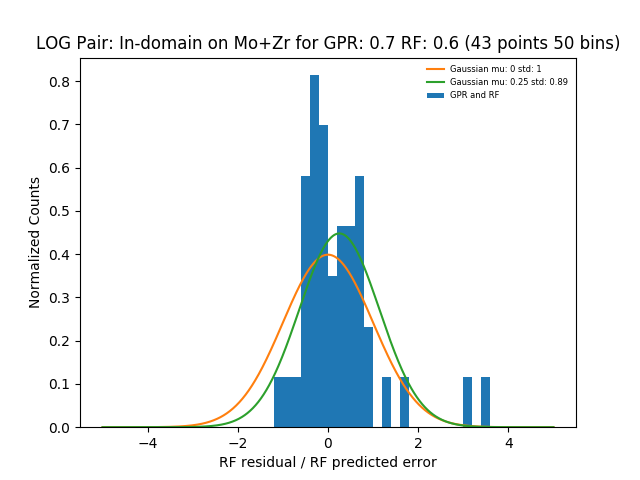 LOG Pair: In-domain on Mo+Zr for GPR: 0.7 RF: 0.6 (43 points 50 bins)
Gaussian mu: 0 std: 1
Gaussian mu: 0.25 std: 0.89
GPR and RF
Normalized Counts
0.8
0.7
0.6
0.5
0.4
0.3
0.2
0.1
0.0
−4 −2 0 2 4
RF residual / RF predicted error